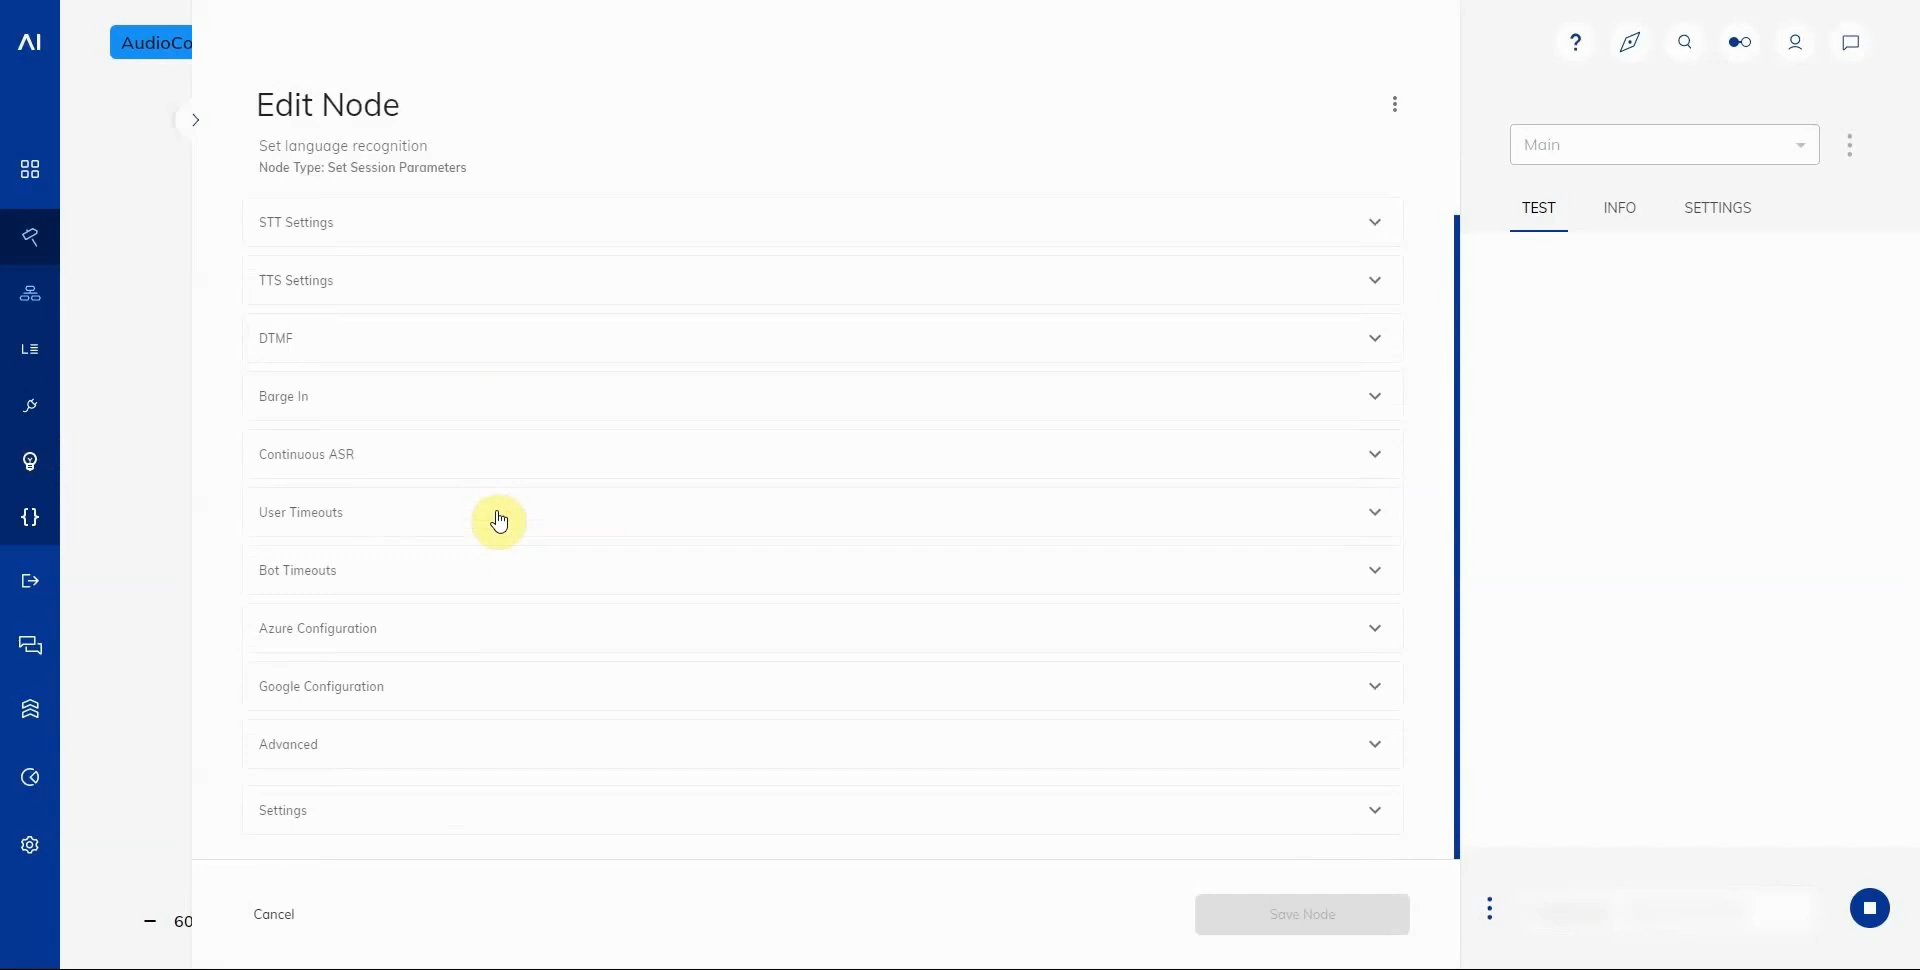 AI
AudioCo
Edit Node
Set language recognition
Node Type: Set Session Parameters
STT Settings
TTS Settings
DTMF
Barge In
Continuous ASR
User Timeouts
Bot Timeouts
Azure Configuration
Google Configuration
Advanced
Settings
Cancel
Save Node
60
?
Main
TEST INFO SETTINGS